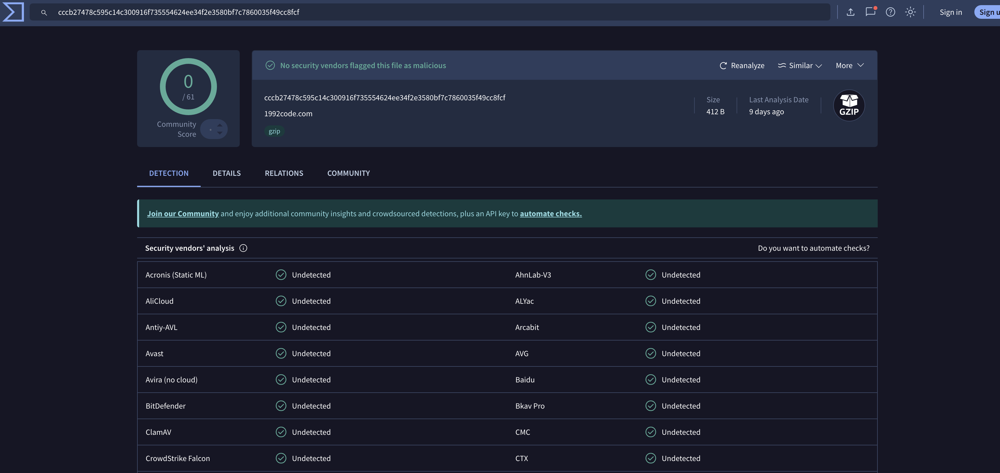 cccb27478c595c14c300916f735554624ee34f2e3580bf7c7860035f49cc8fcf
Sign in
Sign u
0
/ 61
Community
Score
No security vendors flagged this file as malicious
Reanalyze
Similar
More
cccb27478c595c14c300916f735554624ee34f2e3580bf7c7860035f49cc8fcf
1992code.com
gzip
Size
412 B
Last Analysis Date
9 days ago
GZIP
DETECTION
DETAILS
RELATIONS
COMMUNITY
Join our Community and enjoy additional community insights and crowdsourced detections, plus an API key to automate checks.
Security vendors' analysis
Do you want to automate checks?
Acronis (Static ML) Undetected AhnLab-V3 Undetected
AliCloud Undetected ALYac Undetected
Antiy-AVL Undetected Arcabit Undetected
Avast Undetected AVG Undetected
Avira (no cloud) Undetected Baidu Undetected
BitDefender Undetected Bkav Pro Undetected
ClamAV Undetected CMC Undetected
CrowdStrike Falcon Undetected CTX Undetected